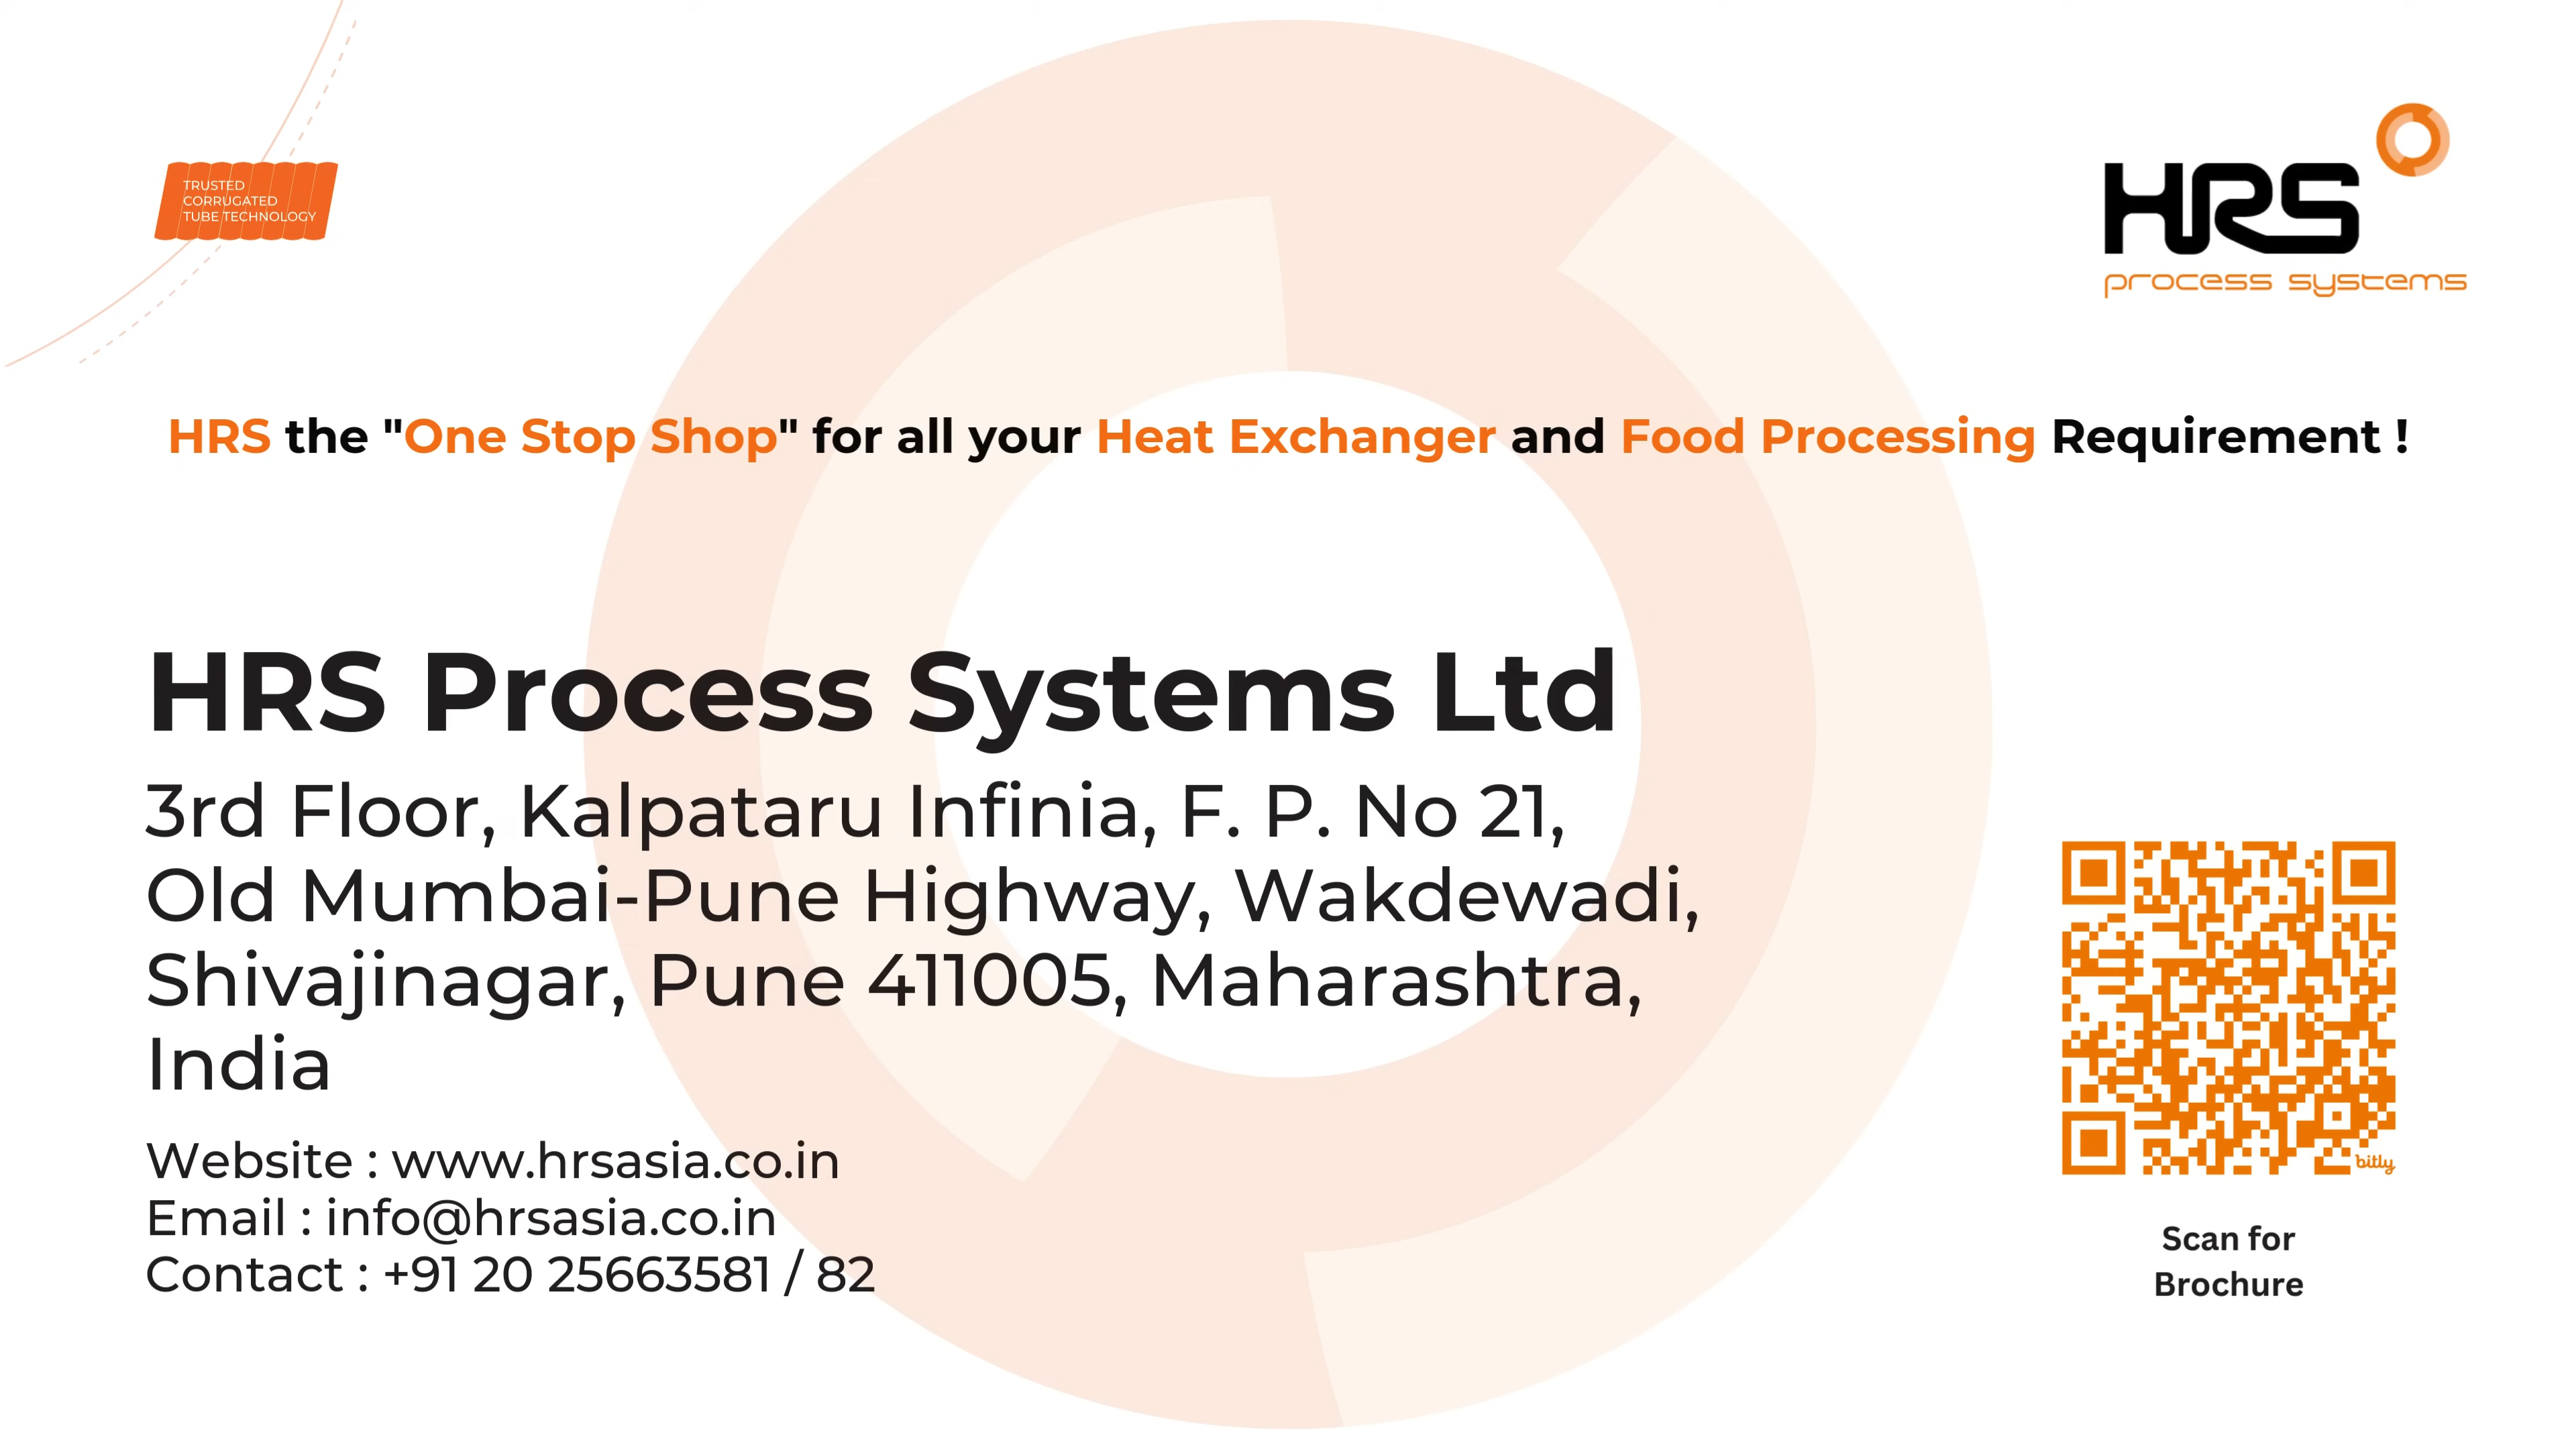 TRUSTED
CORRUGATED
TUBE TECHNOLOGY
HRS
process systems
HRS the "One Stop Shop" for all your Heat Exchanger and Food Processing Requirement !
HRS Process Systems Ltd
3rd Floor, Kalpataru Infinia, F. P. No 21,
Old Mumbai-Pune Highway, Wakdewadi,
Shivajinagar, Pune 411005, Maharashtra,
India
Website : www.hrsasia.co.in
Email : info@hrsasia.co.in
Contact : +91 20 25663581 / 82
bitly
Scan for
Brochure